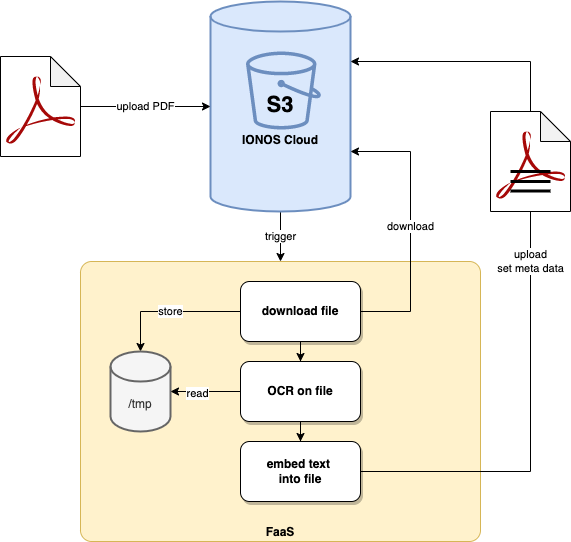 S3
IONOS Cloud
upload PDF
trigger
download
upload
set meta data
download file
store
OCR on file
read
/tmp
embed text
into file
FaaS